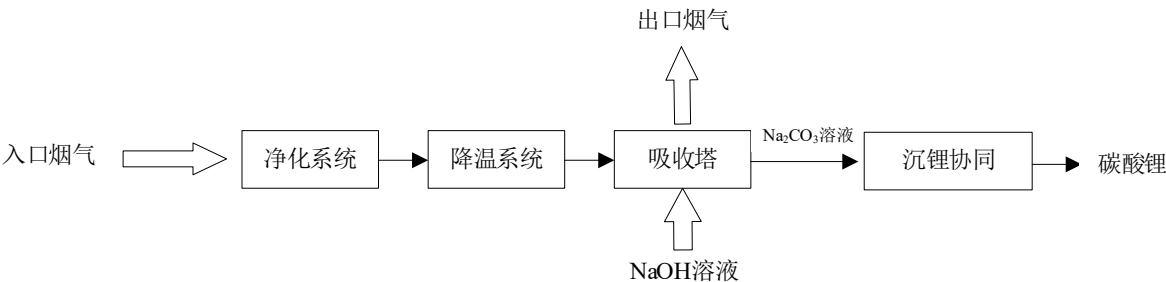 出口烟气
入口烟气
净化系统
降温系统
吸收塔
Na₂CO₃溶液
沉锂协同
碳酸锂
NaOH溶液